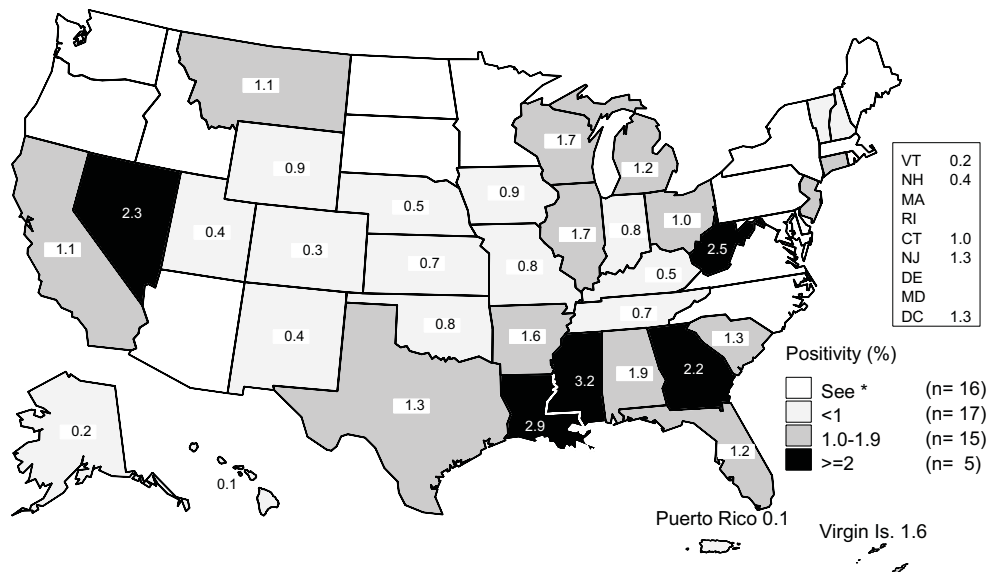 1.1
1.7
1.2
0.9
VT 0.2
NH 0.4
MA
RI
CT 1.0
NJ 1.3
DE
MD
DC 1.3
0.9
0.5
2.3
0.4
1.1
0.3
0.7
1.7
0.8
1.0
2.5
0.8
0.5
0.7
0.4
0.8
1.6
1.3
3.2
1.9
2.2
1.3
2.9
1.2
0.2
0.1
Positivity (%)
See * (n= 16)
<1 (n= 17)
1.0-1.9 (n= 15)
>=2 (n= 5)
Puerto Rico 0.1
Virgin Is. 1.6